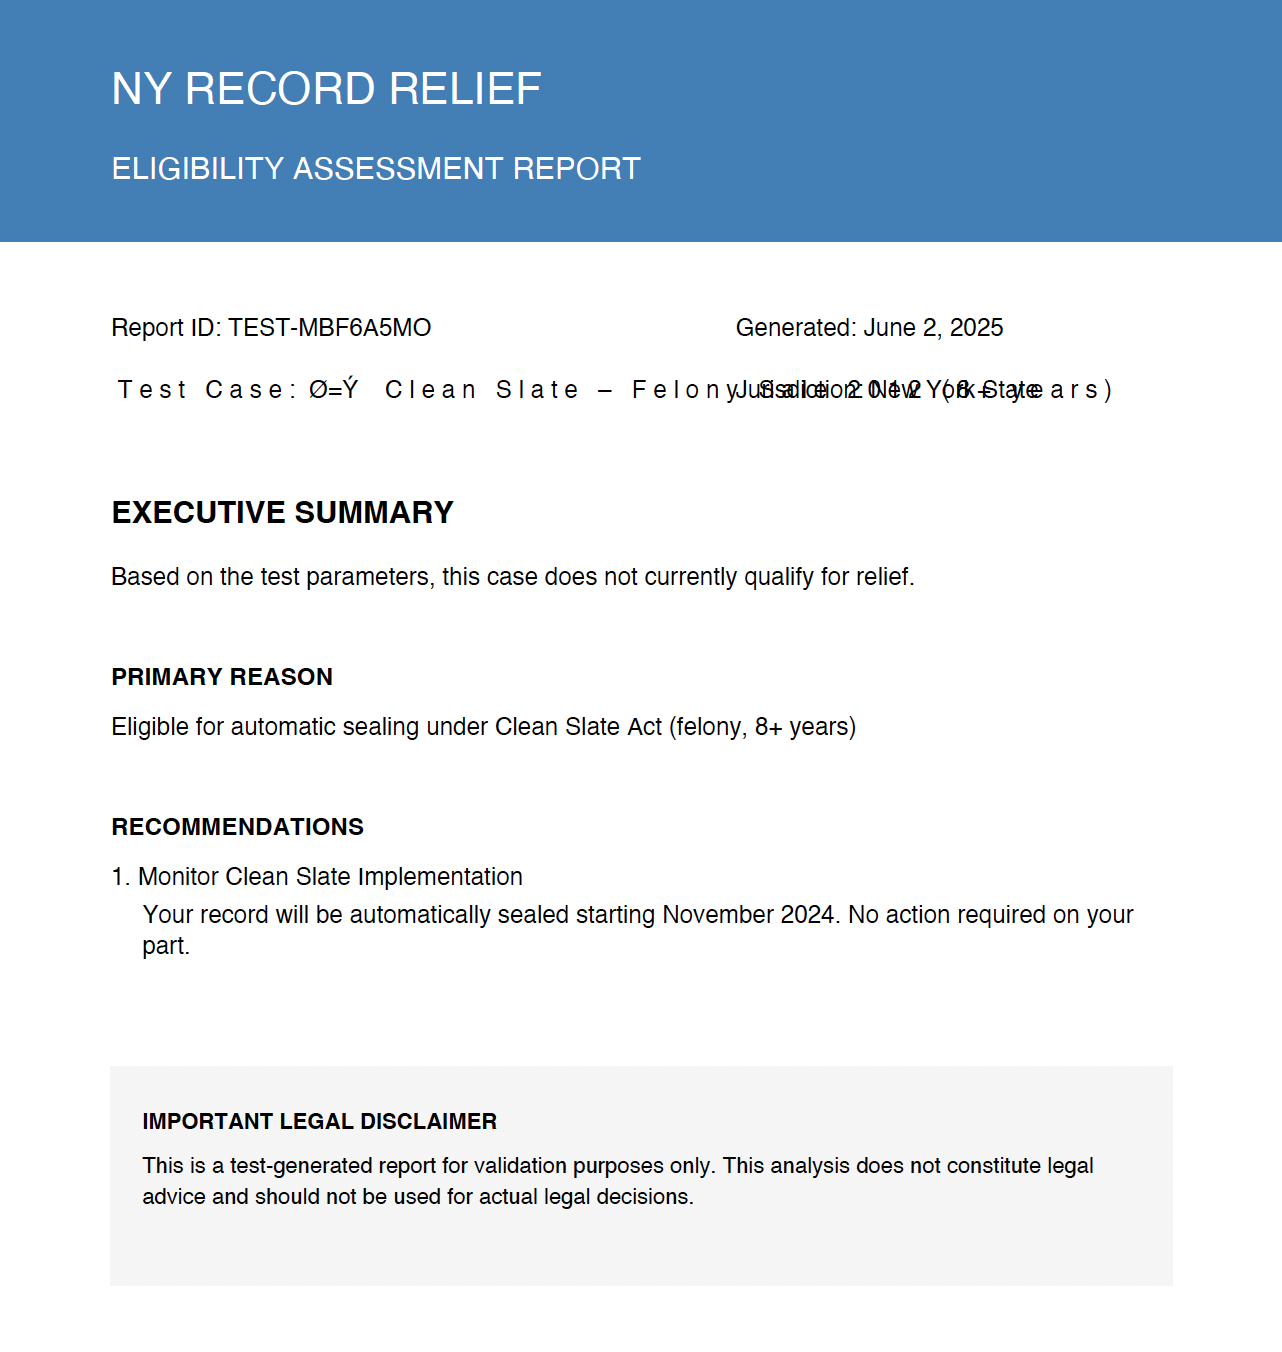 NY RECORD RELIEF
ELIGIBILITY ASSESSMENT REPORT
Report ID: TEST-MBF6A5MO
Generated: June 2, 2025
Test Case: Ø=Ý Clean Slate – Felony Sale 2012 (8+ years)
Jurisdiction: New York State
EXECUTIVE SUMMARY
Based on the test parameters, this case does not currently qualify for relief.
PRIMARY REASON
Eligible for automatic sealing under Clean Slate Act (felony, 8+ years)
RECOMMENDATIONS
1. Monitor Clean Slate Implementation
Your record will be automatically sealed starting November 2024. No action required on your
part.
IMPORTANT LEGAL DISCLAIMER
This is a test-generated report for validation purposes only. This analysis does not constitute legal
advice and should not be used for actual legal decisions.